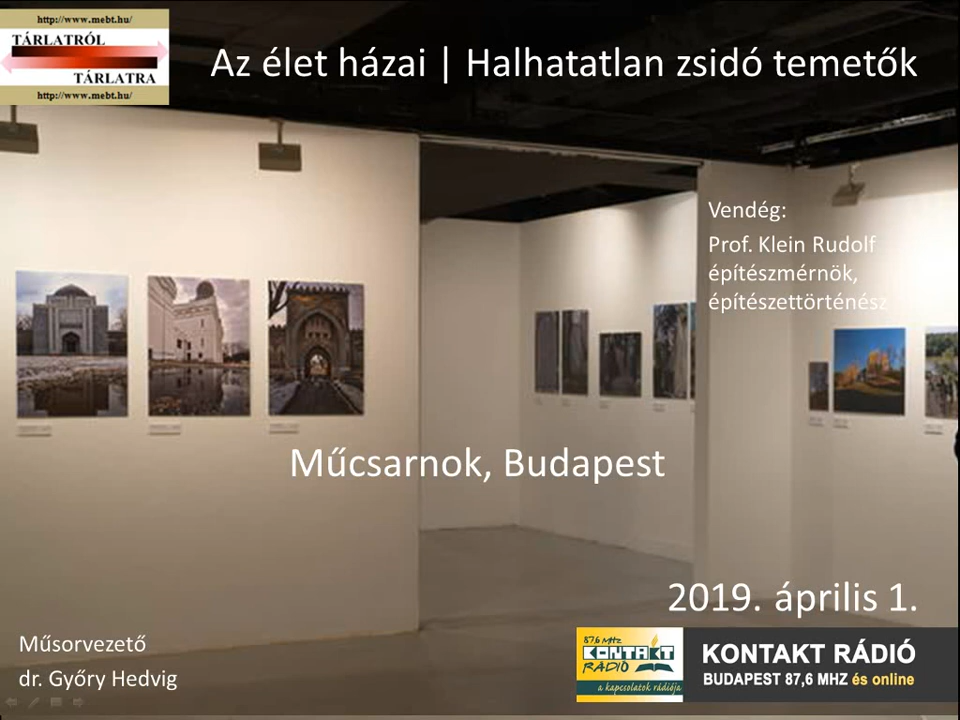 http://www.mebt.hu/
TÁRLATRÓL
TÁRLATRA
http://www.mebt.hu/
Az élet házai | Halhatatlan zsidó temetők
Vendég:
Prof. Klein Rudolf
építészmérnök,
építészettörténész
Műcsarnok, Budapest
2019. április 1.
Műsorvezető
dr. Győry Hedvig
87,6 MHz
KONTAKT
RÁDIÓ
a kapcsolatok rádiója
KONTAKT RÁDIÓ
BUDAPEST 87,6 MHZ és online